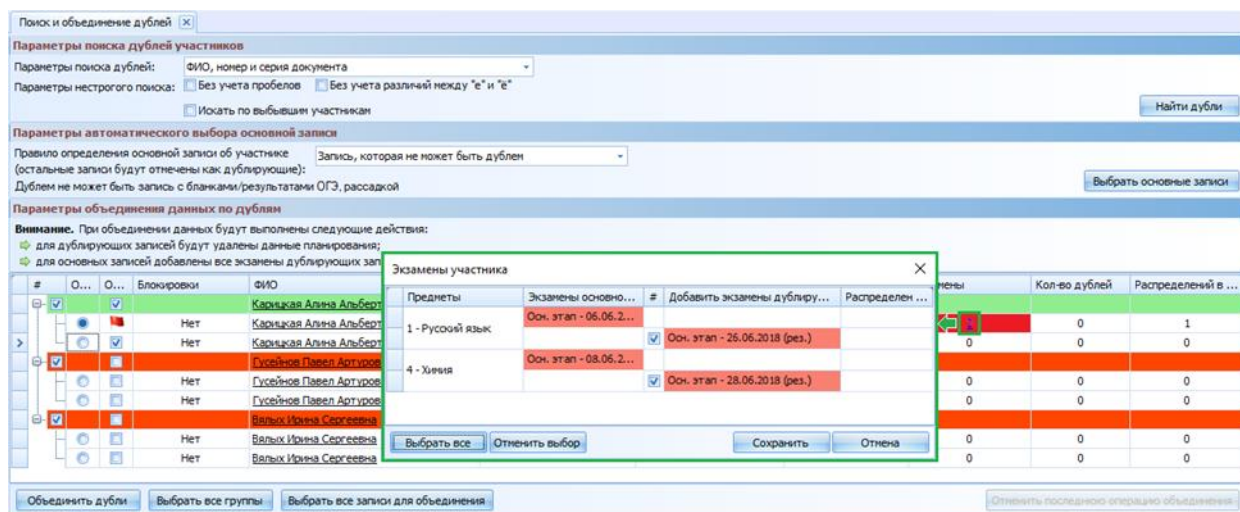 Поиск и объединение дублей
Параметры поиска дублей участников
Параметры поиска дублей: ФИО, номер и серия документа
Параметры нестрогого поиска: Без учета пробелов Без учета различий между "е" и "ё"
Искать по выбывшим участникам
Найти дубли
Параметры автоматического выбора основной записи
Правило определения основной записи об участнике
(остальные записи будут отмечены как дублирующие):
Запись, которая не может быть дублем
Дублем не может быть запись с бланками/результатами ОГЭ, рассадкой
Выбрать основные записи
Параметры объединения данных по дублям
Внимание. При объединении данных будут выполнены следующие действия:
для дублирующих записей будут удалены данные планирования;
для основных записей добавлены все экзамены дублирующих зап
# О... О... Блокировки ФИО мены Кол-во дублей Распределений в ...
Карицкая Алина Альберт
Нет Карицкая Алина Альберт 0 1
Нет Карицкая Алина Альберт 0 0 0
Гусейнов Павел Артуров
Нет Гусейнов Павел Артуров 0 0 0
Нет Гусейнов Павел Артуров 0 0 0
Вялых Ирина Сергеевна
Нет Вялых Ирина Сергеевна 0 0 0
Нет Вялых Ирина Сергеевна 0 0 0
Экзамены участника
Предметы Экзамены основно... # Добавить экзамены дублиру... Распределен ...
1 - Русский язык Осн. этап - 06.06.2...
Осн. этап - 26.06.2018 (рез.)
4 - Химия Осн. этап - 08.06.2...
Осн. этап - 28.06.2018 (рез.)
Выбрать все Отменить выбор Сохранить Отмена
Объединить дубли Выбрать все группы Выбрать все записи для объединения Отменить последнюю операцию объединения